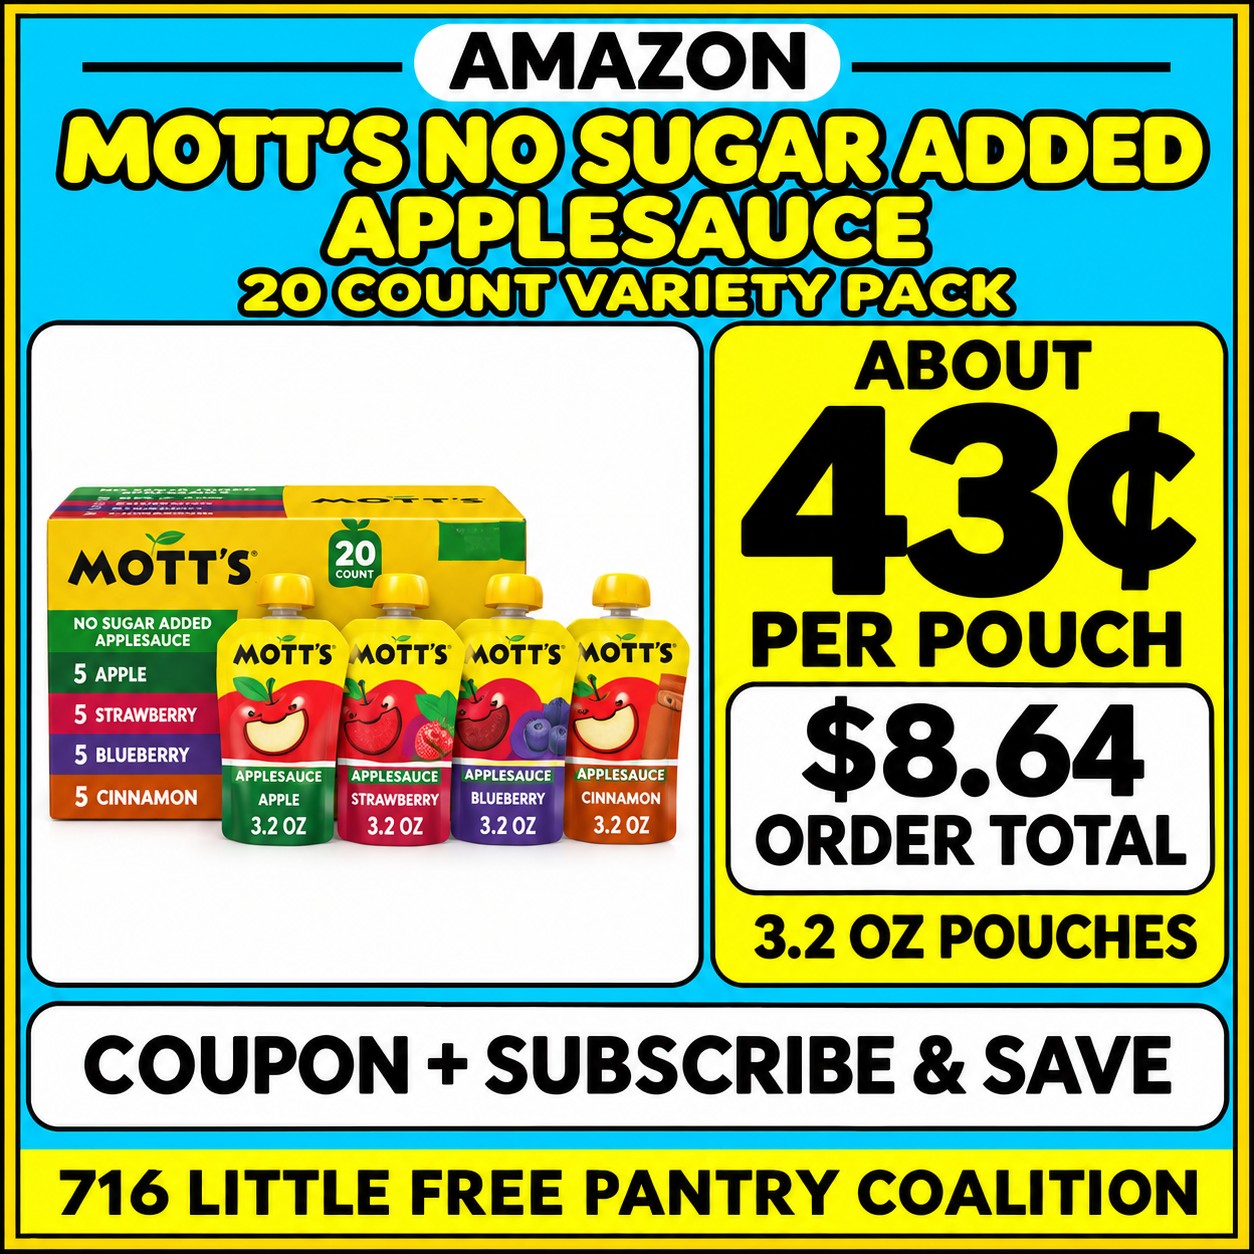 AMAZON
MOTT'S NO SUGAR ADDED
APPLESAUCE
20 COUNT VARIETY PACK
MOTT'S
MOTT'S®
20
COUNT
NO SUGAR ADDED
APPLESAUCE
5 APPLE
5 STRAWBERRY
5 BLUEBERRY
5 CINNAMON
MOTT'S®
APPLESAUCE
APPLE
3.2 OZ
MOTT'S®
APPLESAUCE
STRAWBERRY
3.2 OZ
MOTT'S®
APPLESAUCE
BLUEBERRY
3.2 OZ
MOTT'S®
APPLESAUCE
CINNAMON
3.2 OZ
ABOUT
43¢
PER POUCH
$8.64
ORDER TOTAL
3.2 OZ POUCHES
COUPON + SUBSCRIBE & SAVE
716 LITTLE FREE PANTRY COALITION